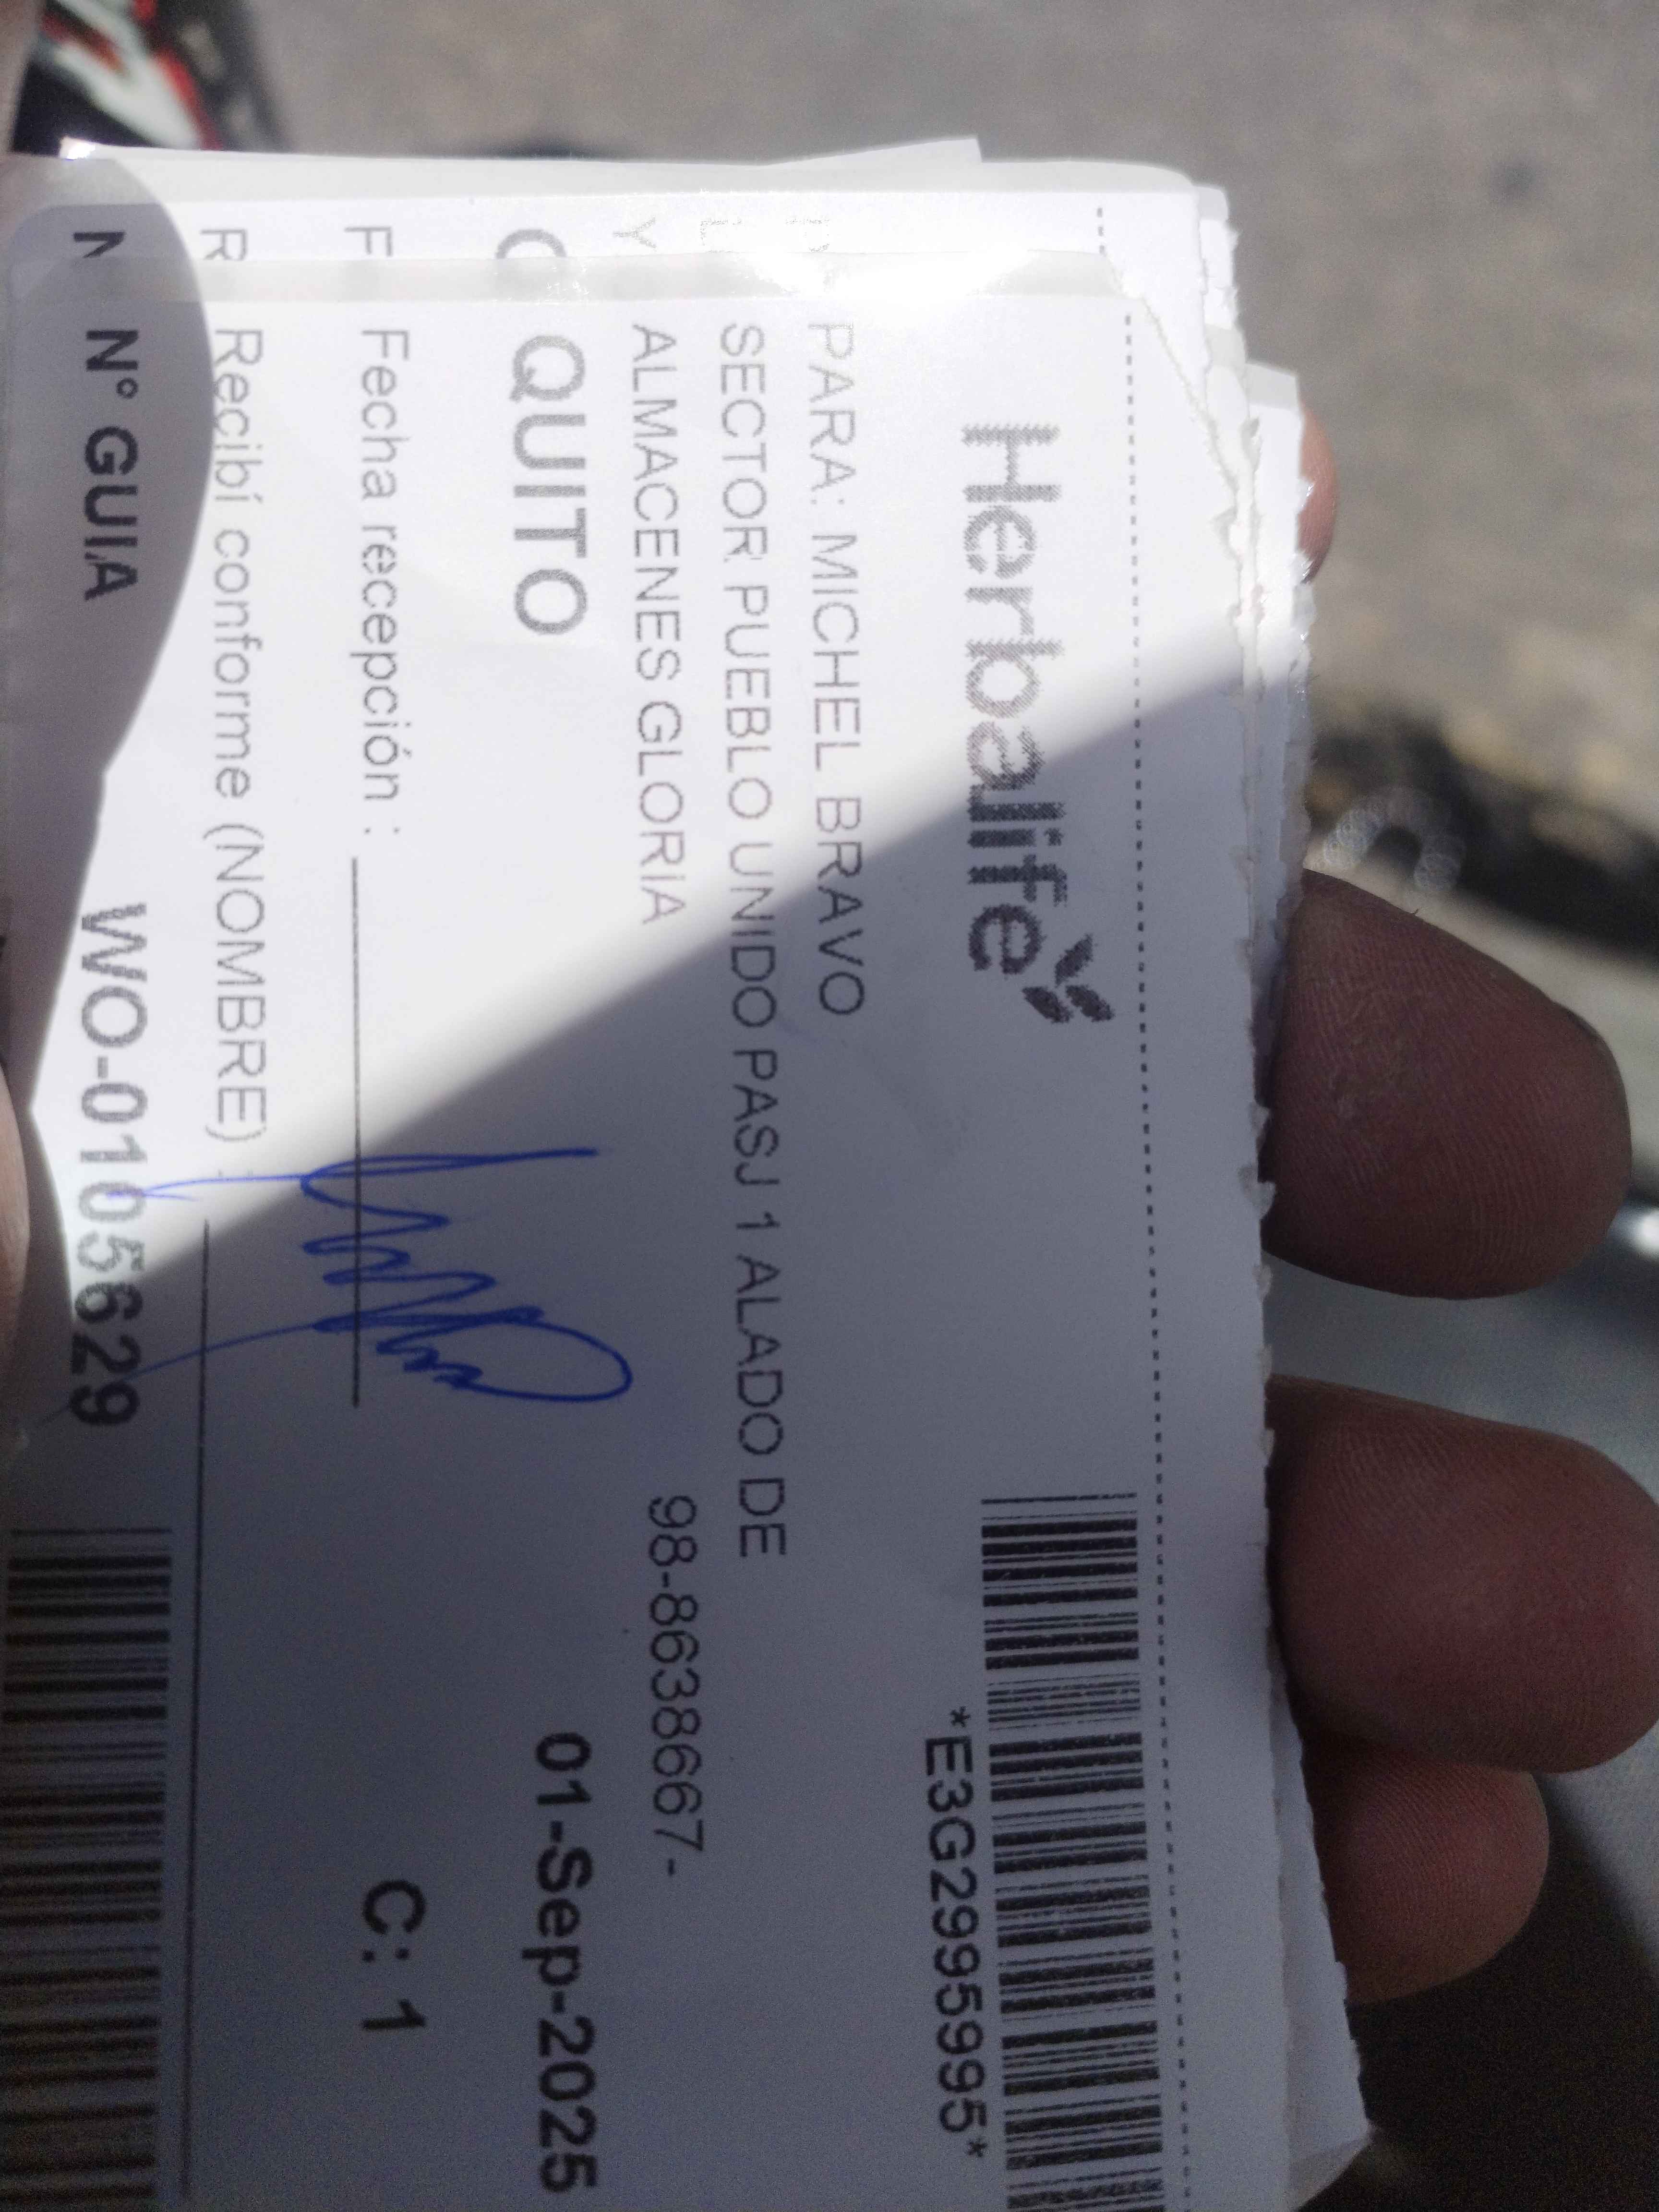 Herbalife
*E3G2995995*
PARA: MICHEL BRAVO
SECTOR PUEBLO UNIDO PASJ 1 ALADO DE
ALMACENES GLORIA 98-8638667-
QUITO 01-Sep-2025
Fecha recepción : C: 1
Recibí conforme (NOMBRE) :
N° GUIA WO-0105629